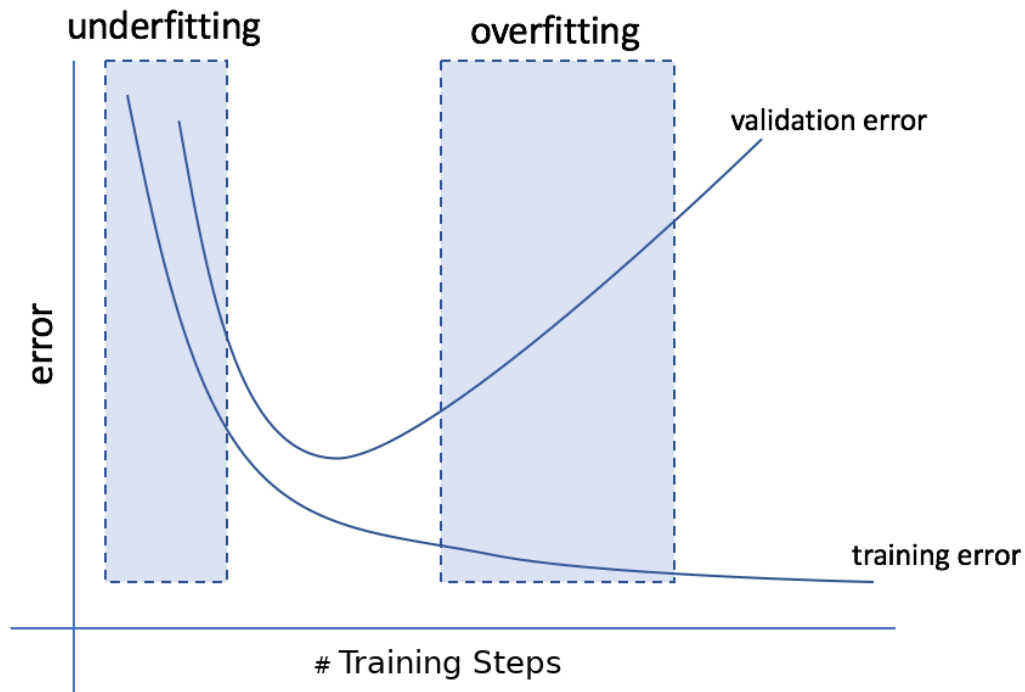 underfitting
overfitting
validation error
error
training error
# Training Steps